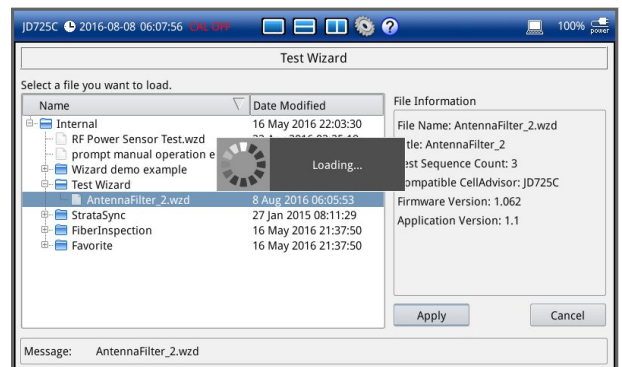 JD725C 2016-08-08 06:07:56 CAL OFF 100% power
Test Wizard
Select a file you want to load.
Name Date Modified
Internal 16 May 2016 22:03:30
RF Power Sensor Test.wzd
prompt manual operation e
Wizard demo example
Test Wizard
AntennaFilter_2.wzd 8 Aug 2016 06:05:53
StrataSync 27 Jan 2015 08:11:29
FiberInspection 16 May 2016 21:37:50
Favorite 16 May 2016 21:37:50
Loading...
File Information
File Name: AntennaFilter_2.wzd
itle: AntennaFilter_2
est Sequence Count: 3
ompatible CellAdvisor: JD725C
Firmware Version: 1.062
Application Version: 1.1
Apply Cancel
Message: AntennaFilter_2.wzd